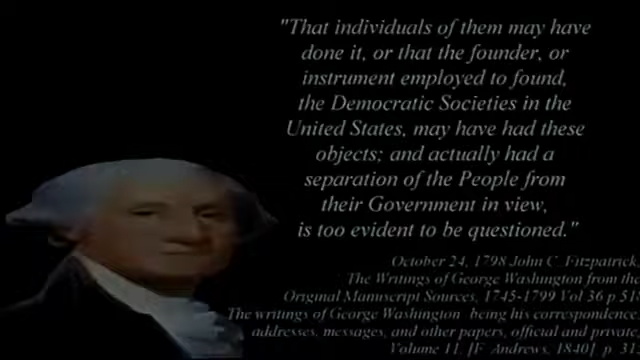 "That individuals of them may have
done it, or that the founder, or
instrument employed to found,
the Democratic Societies in the
United States, may have had these
objects; and actually had a
separation of the People from
their Government in view,
is too evident to be questioned."
October 24, 1798 John C. Fitzpatrick,
The Writings of George Washington from the
Original Manuscript Sources, 1745-1799 Vol 36 p 518
The writings of George Washington being his correspondence,
addresses, messages, and other papers, official and private,
Volume 11, [F. Andrews, 1840], p. 31